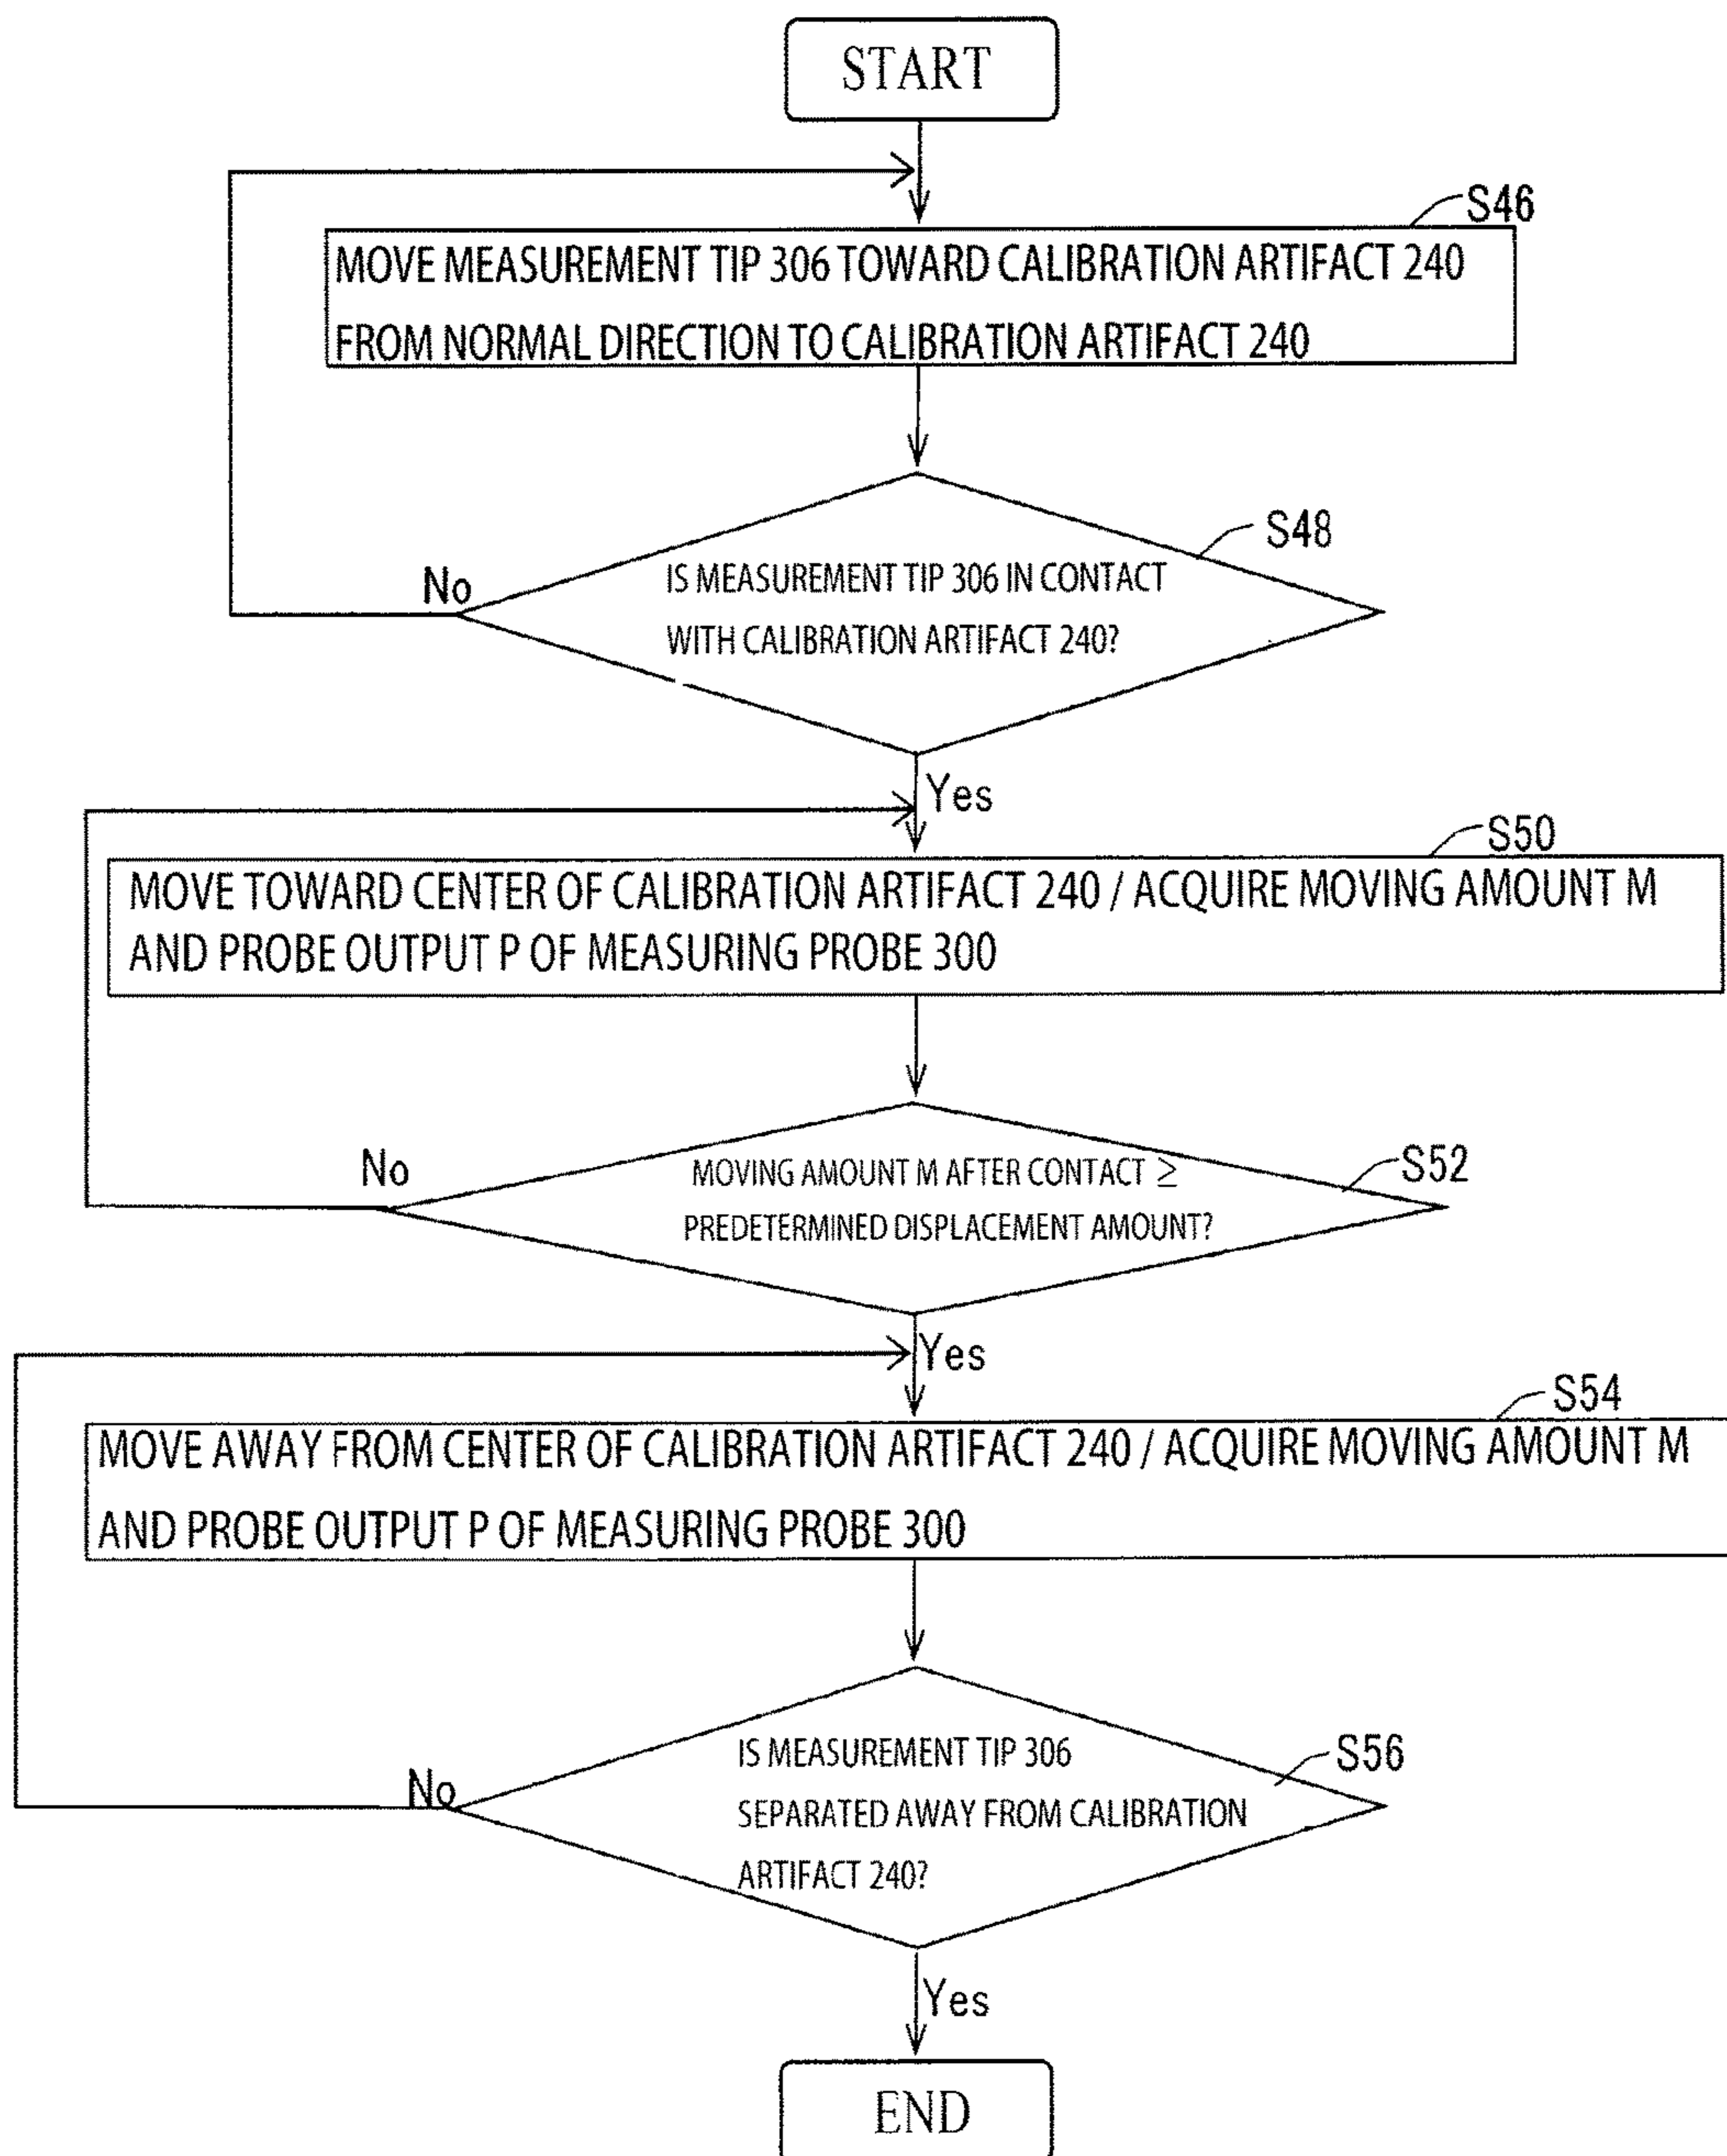 START
S46
MOVE MEASUREMENT TIP 306 TOWARD CALIBRATION ARTIFACT 240
FROM NORMAL DIRECTION TO CALIBRATION ARTIFACT 240
S48
No
IS MEASUREMENT TIP 306 IN CONTACT
WITH CALIBRATION ARTIFACT 240?
Yes
S50
MOVE TOWARD CENTER OF CALIBRATION ARTIFACT 240 / ACQUIRE MOVING AMOUNT M
AND PROBE OUTPUT P OF MEASURING PROBE 300
No
S52
MOVING AMOUNT M AFTER CONTACT ≥
PREDETERMINED DISPLACEMENT AMOUNT?
Yes
S54
MOVE AWAY FROM CENTER OF CALIBRATION ARTIFACT 240 / ACQUIRE MOVING AMOUNT M
AND PROBE OUTPUT P OF MEASURING PROBE 300
No
S56
IS MEASUREMENT TIP 306
SEPARATED AWAY FROM CALIBRATION
ARTIFACT 240?
Yes
END